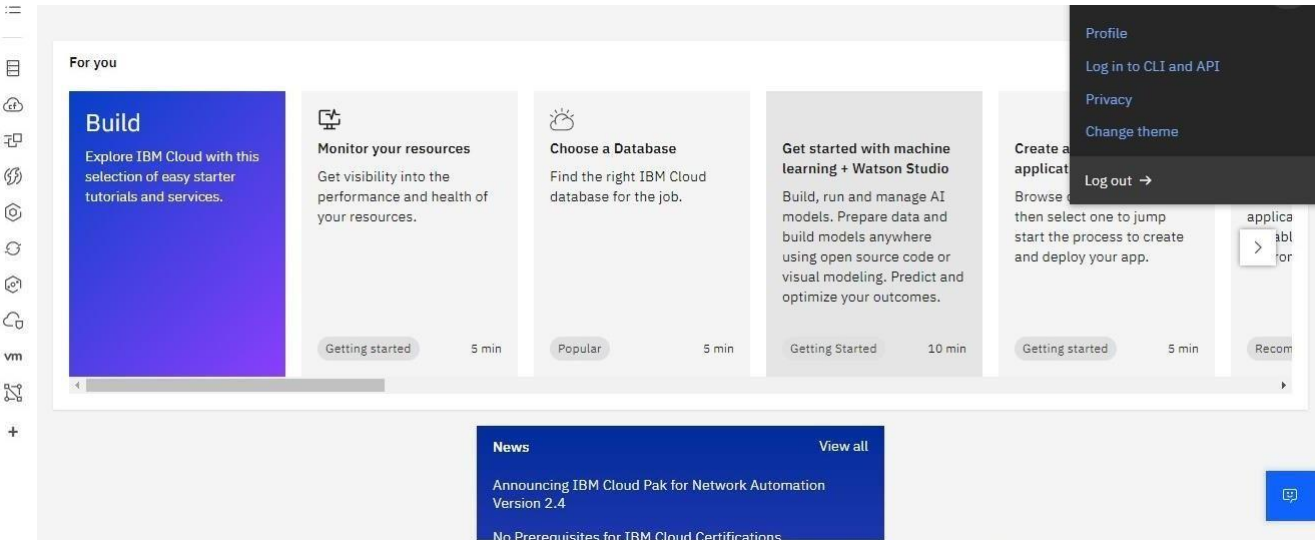 Profile
Log in to CLI and API
Privacy
Change theme
Log out →
For you
Build
Explore IBM Cloud with this
selection of easy starter
tutorials and services.
Monitor your resources
Get visibility into the
performance and health of
your resources.
Getting started
5 min
Choose a Database
Find the right IBM Cloud
database for the job.
Popular
5 min
Get started with machine
learning + Watson Studio
Build, run and manage AI
models. Prepare data and
build models anywhere
using open source code or
visual modeling. Predict and
optimize your outcomes.
Getting Started
10 min
Create a
applicat
Browse
then select one to jump
start the process to create
and deploy your app.
Getting started
5 min
applica
Recom
cf
vm
News
View all
Announcing IBM Cloud Pak for Network Automation
Version 2.4
No Prerequisites for IBM Cloud Certifications